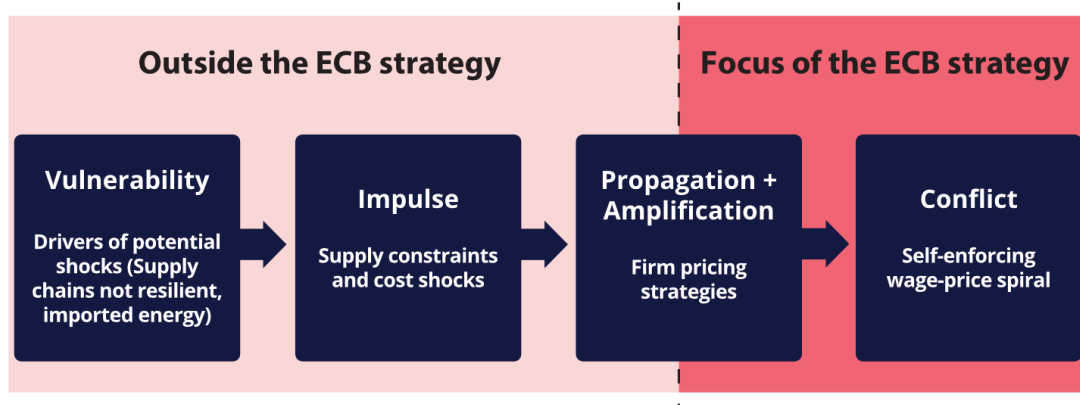 Outside the ECB strategy
Focus of the ECB strategy
Vulnerability
Drivers of potential
shocks (Supply
chains not resilient,
imported energy)
Impulse
Supply constraints
and cost shocks
Propagation +
Amplification
Firm pricing
strategies
Conflict
Self-enforcing
wage-price spiral